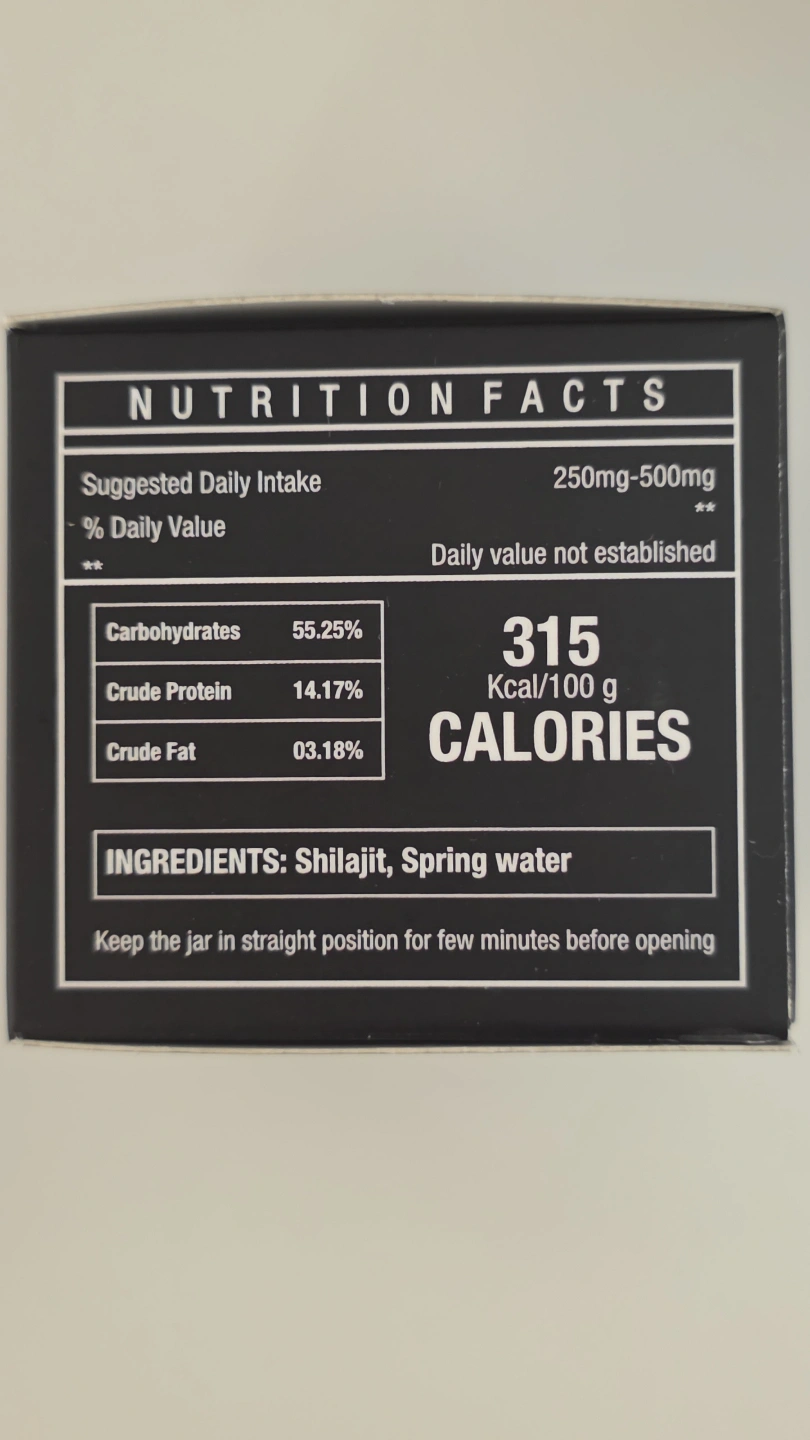 NUTRITION FACTS
Suggested Daily Intake 250mg-500mg
% Daily Value **
** Daily value not established
Carbohydrates 55.25%
Crude Protein 14.17%
Crude Fat 03.18%
315
Kcal/100 g
CALORIES
INGREDIENTS: Shilajit, Spring water
Keep the jar in straight position for few minutes before opening